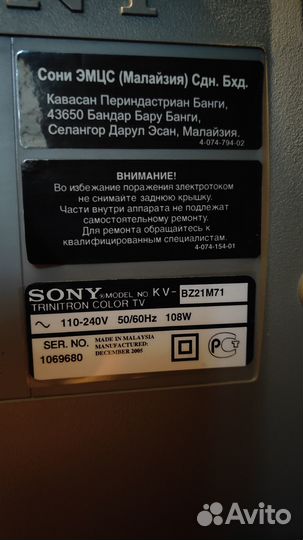 Сони ЭМЦС (Малайзия) Сдн. Бхд.
Кавасан Периндастриан Банги,
43650 Бандар Бару Банги,
Селангор Дарул Эсан, Малайзия.
4-074-794-02
ВНИМАНИЕ!
Во избежание поражения электротоком
не снимайте заднюю крышку.
Части внутри аппарата не подлежат
самостоятельному ремонту.
Для ремонта обращайтесь к
квалифицированным специалистам.
4-074-154-01
SONY ® MODEL NO. KV- BZ21M71
TRINITRON COLOR TV
~ 110-240V 50/60Hz 108W
SER. NO. MADE IN MALAYSIA
1069680 MANUFACTURED:
DECEMBER 2005
Avito